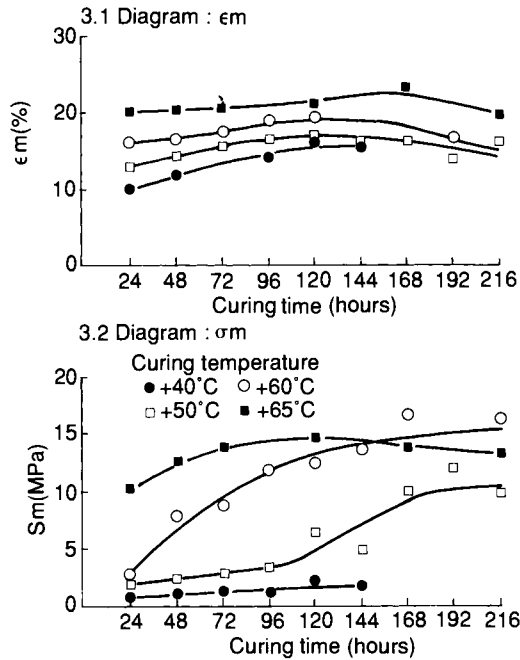 3.1 Diagram : ϵm
30
20
10
0
ϵm(%)
24 48 72 96 120 144 168 192 216
Curing time (hours)
3.2 Diagram : σm
Curing temperature
+40°C +60°C
+50°C +65°C
20
15
10
5
0
Sm(MPa)
24 48 72 96 120 144 168 192 216
Curing time (hours)